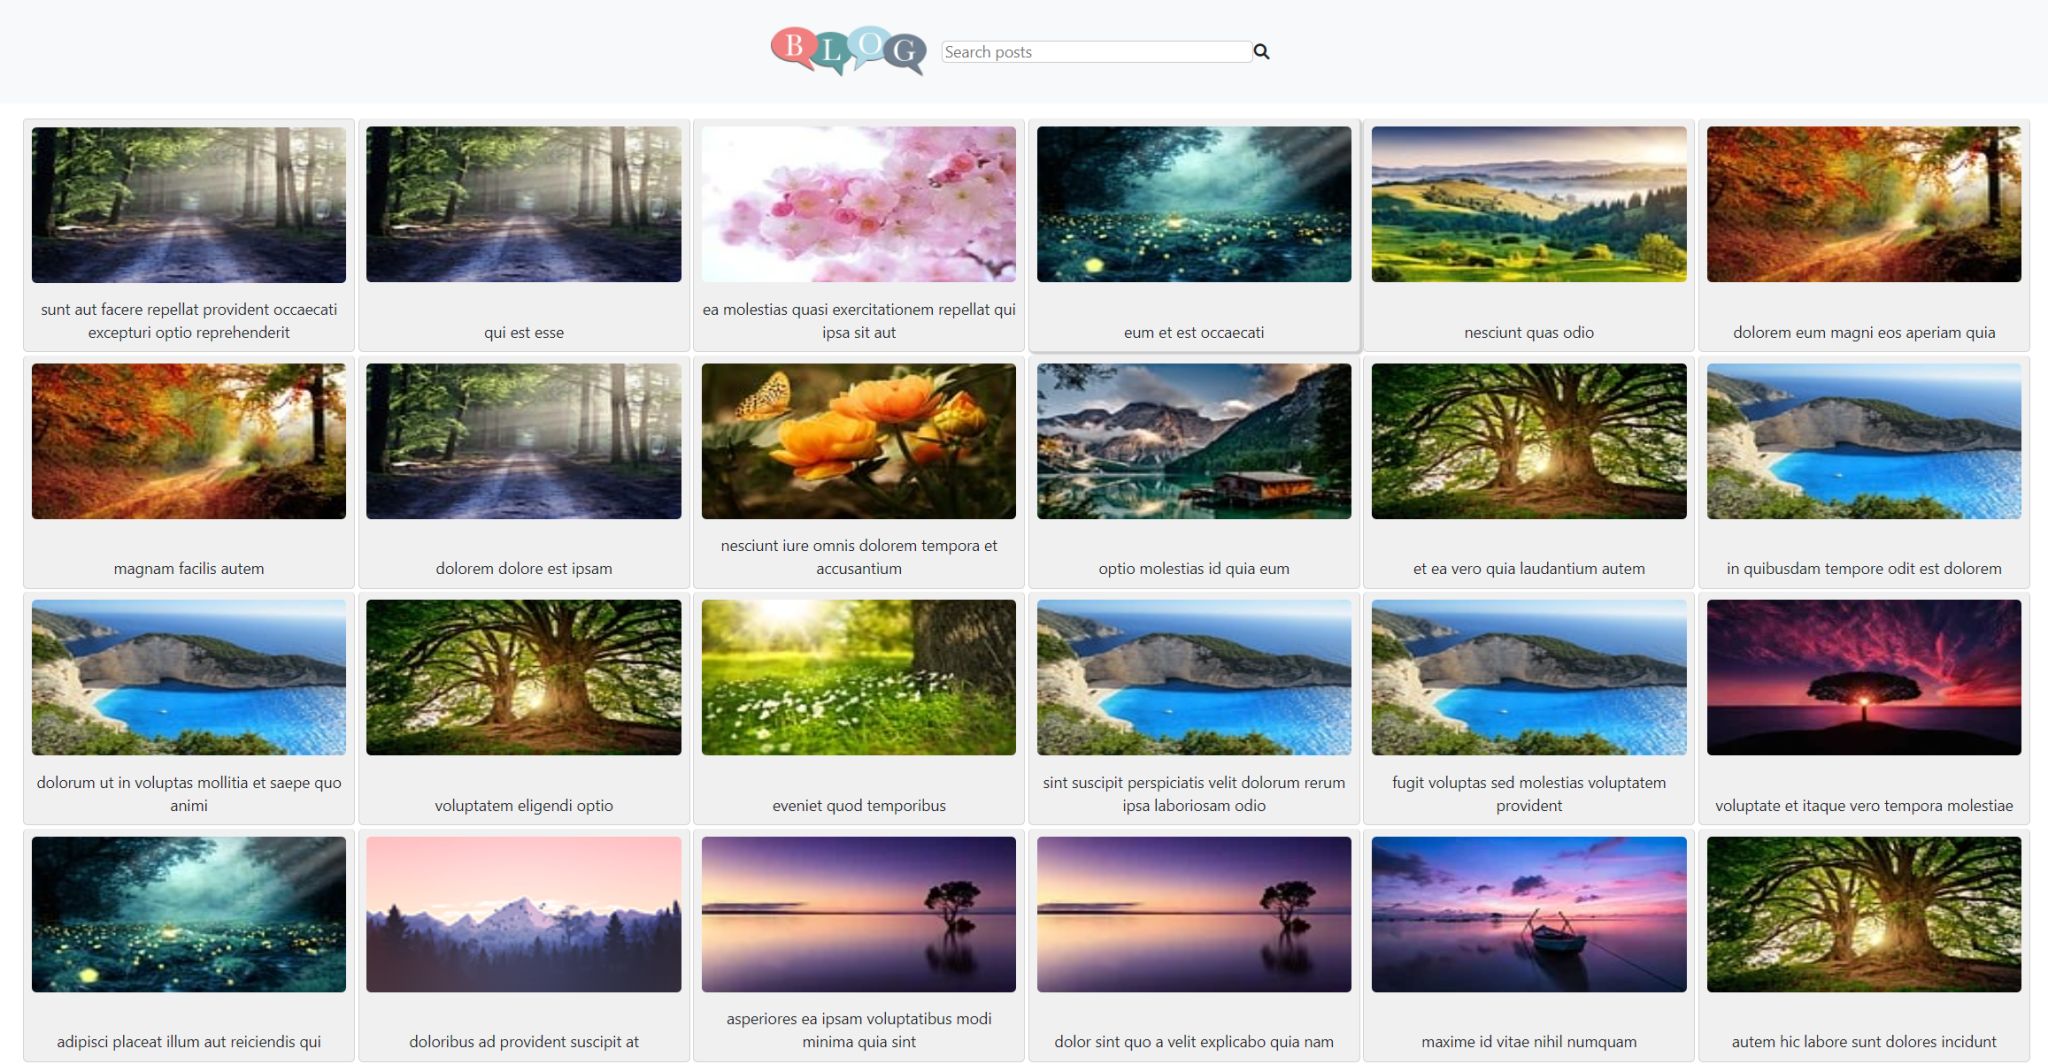 BLOG
Search posts
sunt aut facere repellat provident occaecati
excepturi optio reprehenderit
qui est esse
ea molestias quasi exercitationem repellat qui
ipsa sit aut
eum et est occaecati
nesciunt quas odio
dolorem eum magni eos aperiam quia
magnam facilis autem
dolorem dolore est ipsam
nesciunt iure omnis dolorem tempora et
accusantium
optio molestias id quia eum
et ea vero quia laudantium autem
in quibusdam tempore odit est dolorem
dolorum ut in voluptas mollitia et saepe quo
animi
voluptatem eligendi optio
eveniet quod temporibus
sint suscipit perspiciatis velit dolorum rerum
ipsa laboriosam odio
fugit voluptas sed molestias voluptatem
provident
voluptate et itaque vero tempora molestiae
adipisci placeat illum aut reiciendis qui
doloribus ad provident suscipit at
asperiores ea ipsam voluptatibus modi
minima quia sint
dolor sint quo a velit explicabo quia nam
maxime id vitae nihil numquam
autem hic labore sunt dolores incidunt